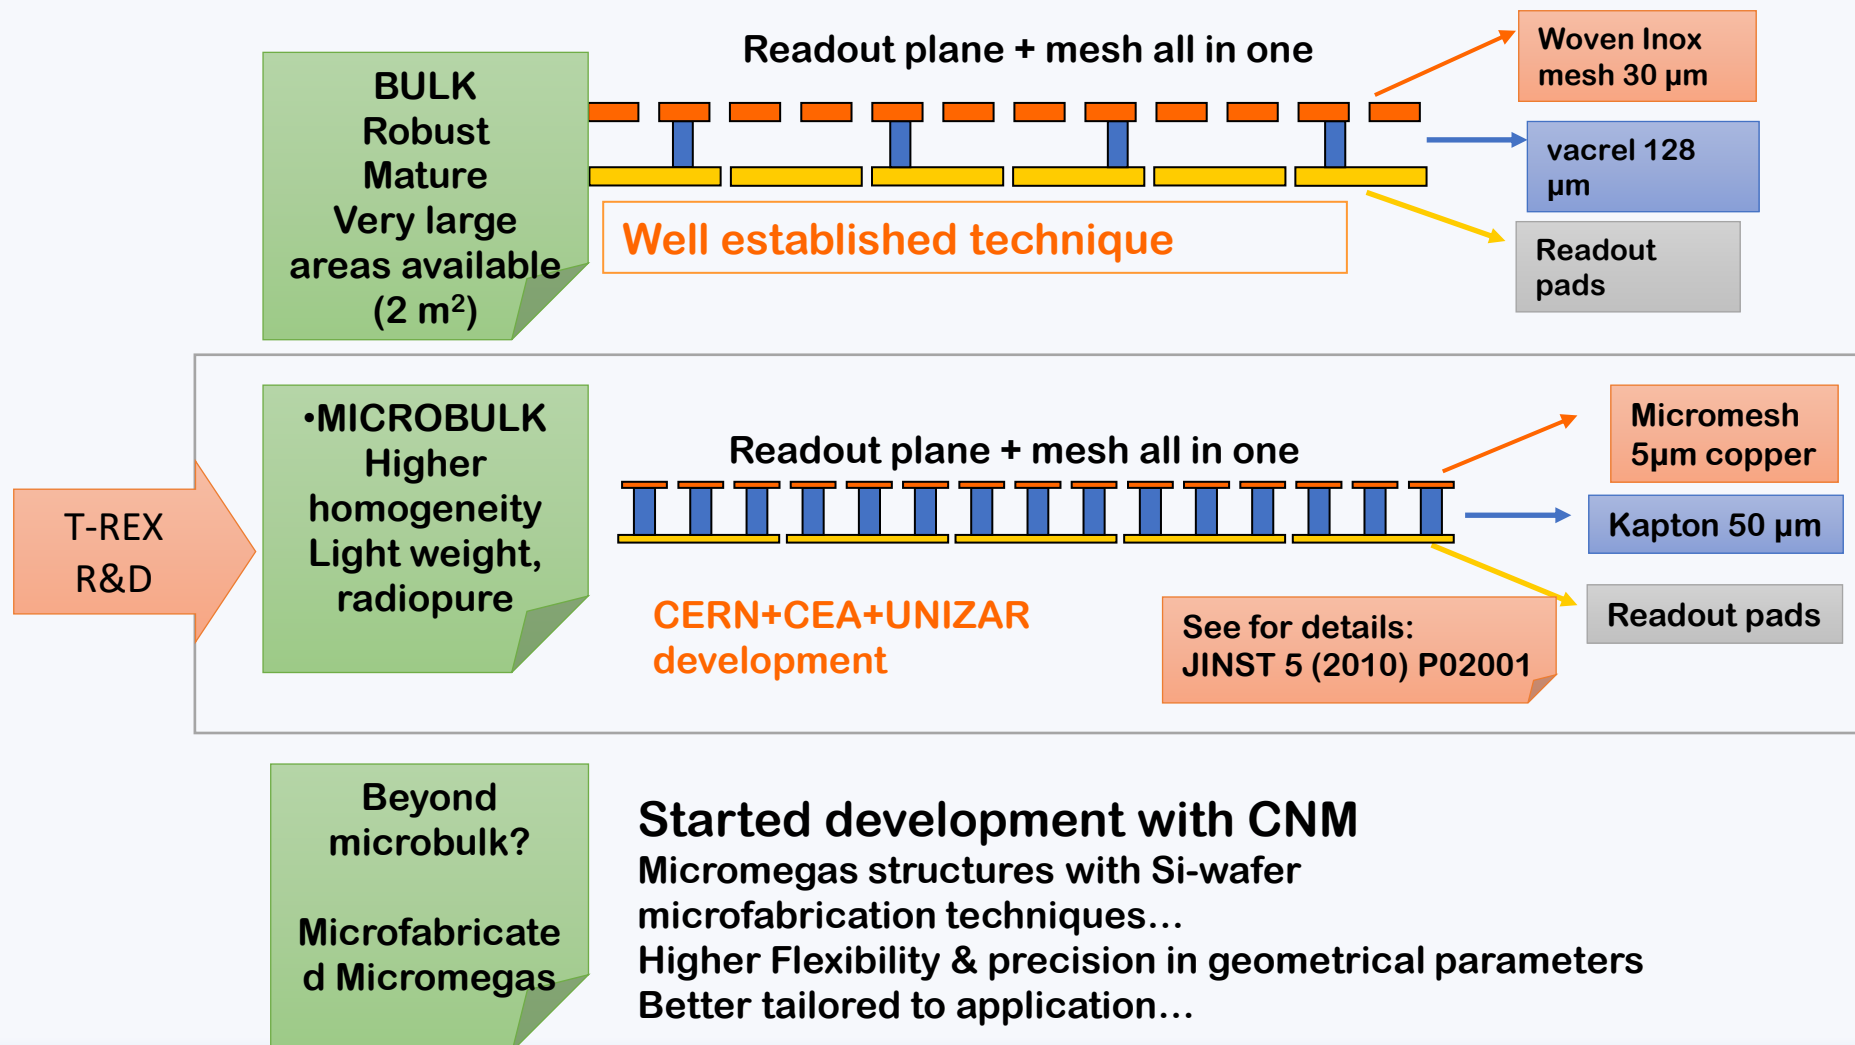 BULK
Robust
Mature
Very large
areas available
(2 m²)
Readout plane + mesh all in one
Woven Inox
mesh 30 µm
vacrel 128
µm
Readout
pads
Well established technique
T-REX
R&D
•MICROBULK
Higher
homogeneity
Light weight,
radiopure
Readout plane + mesh all in one
Micromesh
5µm copper
Kapton 50 µm
Readout pads
CERN+CEA+UNIZAR
development
See for details:
JINST 5 (2010) P02001
Beyond
microbulk?
Microfabricate
d Micromegas
Started development with CNM
Micromegas structures with Si-wafer
microfabrication techniques…
Higher Flexibility & precision in geometrical parameters
Better tailored to application…